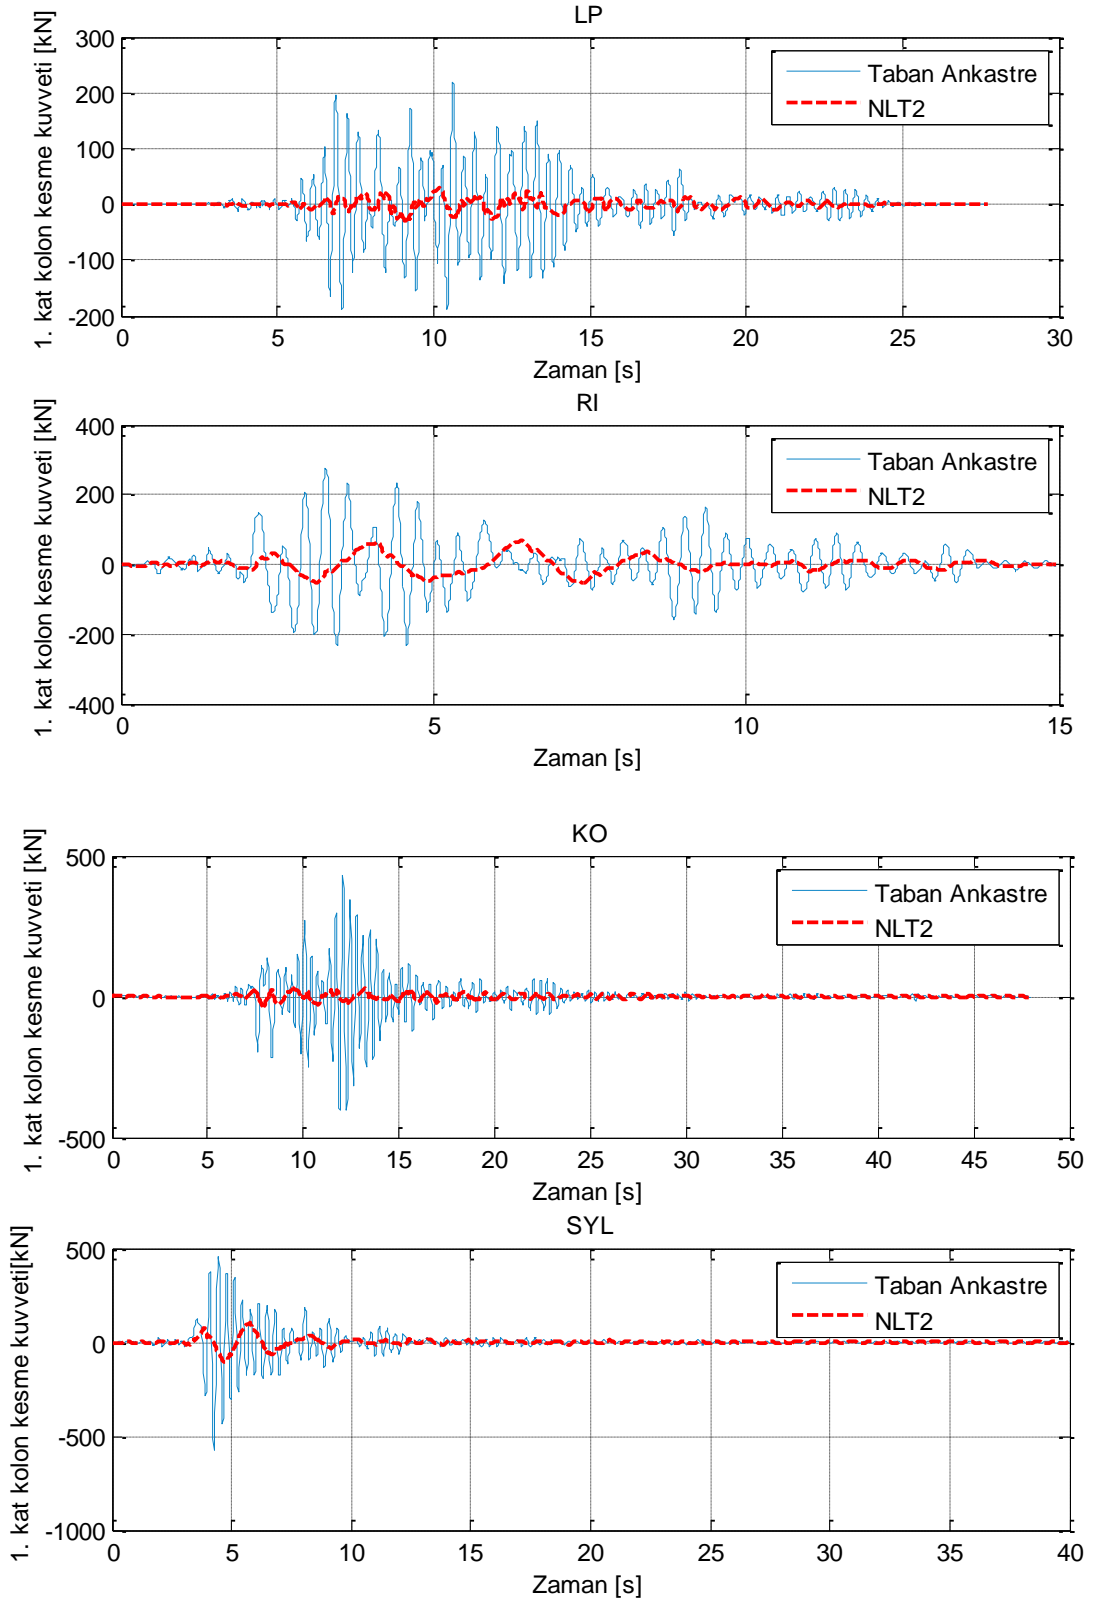 LP
1. kat kolon kesme kuvveti [kN]
300
200
100
0
-100
-200
Taban Ankastre
NLT2
0 5 10 15 20 25 30
Zaman [s]
RI
1. kat kolon kesme kuvveti [kN]
400
200
0
-200
-400
Taban Ankastre
NLT2
0 5 10 15
Zaman [s]
KO
1. kat kolon kesme kuvveti [kN]
500
0
-500
Taban Ankastre
NLT2
0 5 10 15 20 25 30 35 40 45 50
Zaman [s]
SYL
1. kat kolon kesme kuvveti[kN]
500
0
-500
-1000
Taban Ankastre
NLT2
0 5 10 15 20 25 30 35 40
Zaman [s]